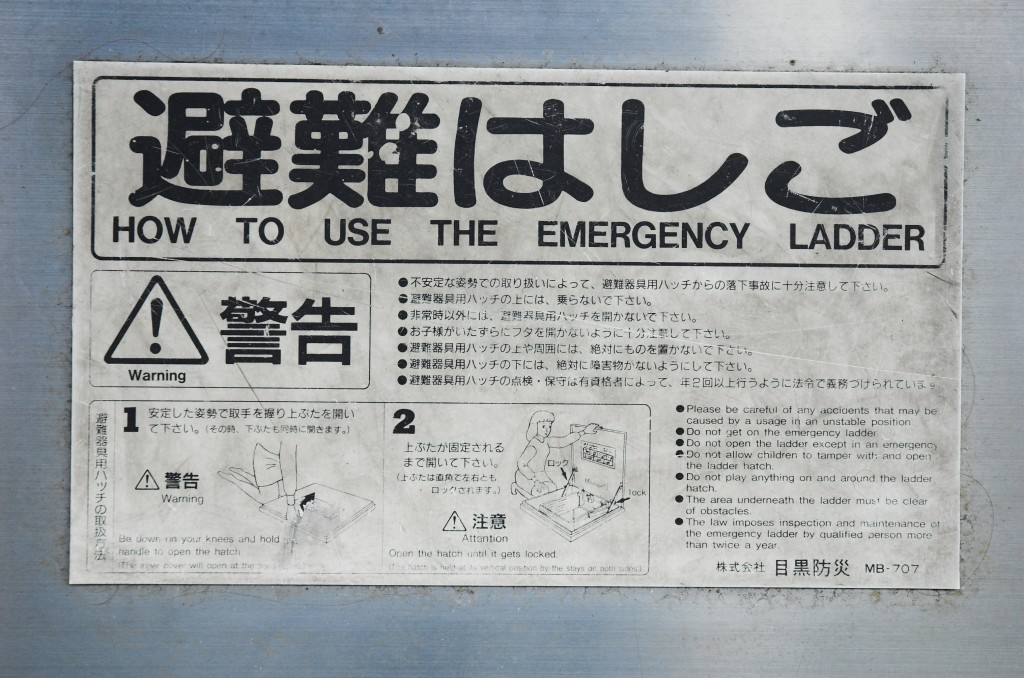 避難はしご
HOW TO USE THE EMERGENCY LADDER
警告
Warning
●不安定な姿勢での取り扱いによって、避難器具用ハッチからの落下事故に十分注意して下さい。
●避難器具用ハッチの上には、乗らないで下さい。
●非常時以外には、避難器具用ハッチを開かないで下さい。
●お子様がいたずらにフタを開かないように十分注意して下さい。
●避難器具用ハッチの上や周囲には、絶対にものを置かないで下さい。
●避難器具用ハッチの下には、絶対に障害物がないようにして下さい。
●避難器具用ハッチの点検・保守は有資格者によって、年2回以上行うように法令で義務づけられています
避難器具用ハッチの取扱方法
1 安定した姿勢で取手を握り上ぶたを開い
て下さい。(その時、下ぶたも同時に開きます。)
警告
Warning
Be down on your knees and hold
handle to open the hatch
will open at the
2
上ぶたが固定される
まで開いて下さい。
(上ぶたは直角で左右とも
ロックされます。)
ロック
lock
注意
Attention
Open the hatch until it gets locked.
(The hatch is held at its vertical position by the stays on both sides)
●Please be careful of any accidents that may be
caused by a usage in an unstable position
●Do not get on the emergency ladder
●Do not open the ladder except in an emergency
●Do not allow children to tamper with and open
the ladder hatch.
●Do not play anything on and around the ladder
hatch.
●The area underneath the ladder must be clear
of obstacles.
●The law imposes inspection and maintenance of
the emergency ladder by qualified person more
than twice a year.
株式会社 目黒防災 MB-707